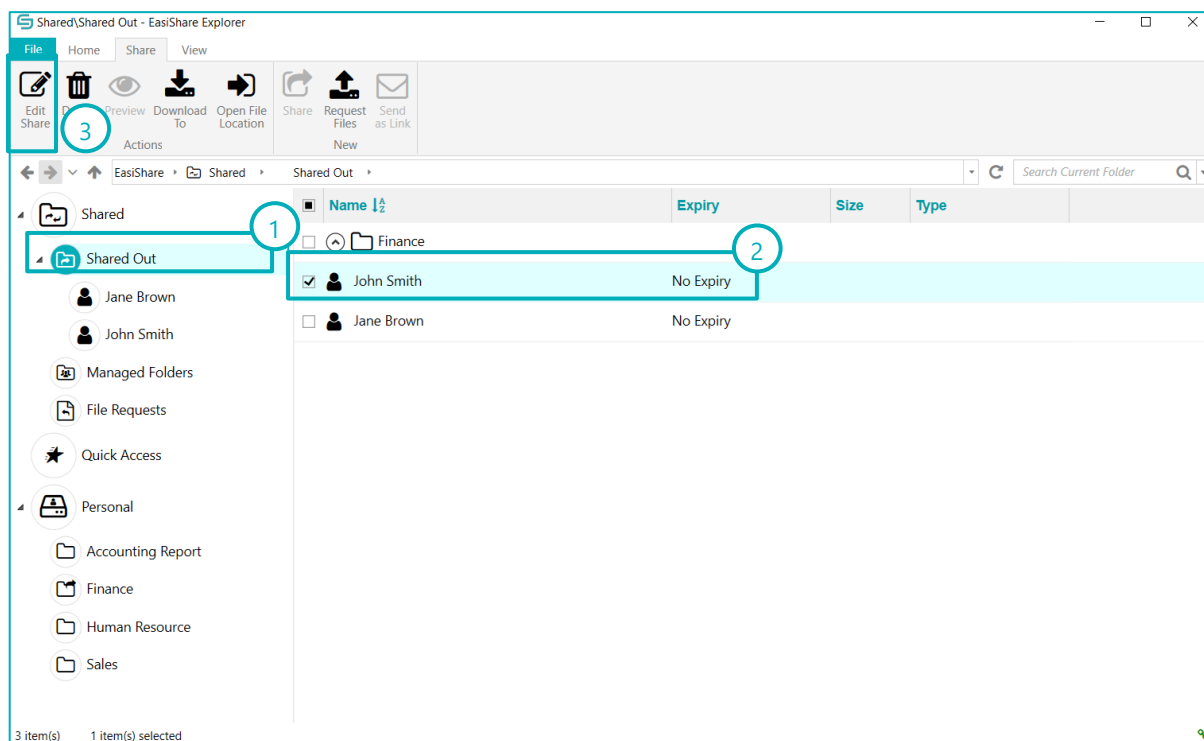 Shared\Shared Out - EasiShare Explorer
File Home Share View
Edit Share
Preview
Download To
Open File Location
Share
Request Files
Send as Link
3
Actions New
EasiShare Shared Shared Out Search Current Folder
Name Expiry Size Type
Shared
1
Finance
2
Shared Out
John Smith No Expiry
Jane Brown
Jane Brown No Expiry
John Smith
Managed Folders
File Requests
Quick Access
Personal
Accounting Report
Finance
Human Resource
Sales
3 item(s) 1 item(s) selected